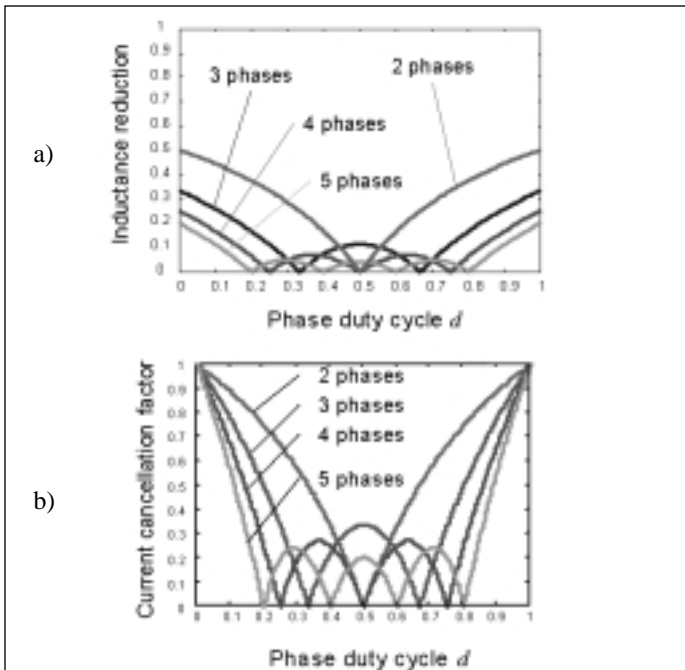 a)
Inductance reduction
1
0.9
0.8
0.7
0.6
0.5
0.4
0.3
0.2
0.1
0
3 phases
2 phases
4 phases
5 phases
0 0.1 0.2 0.3 0.4 0.5 0.6 0.7 0.8 0.9 1
Phase duty cycle d
b)
Current cancellation factor
1
0.9
0.8
0.7
0.6
0.5
0.4
0.3
0.2
0.1
0
2 phases
3 phases
4 phases
5 phases
0 0.1 0.2 0.3 0.4 0.5 0.6 0.7 0.8 0.9 1
Phase duty cycle d